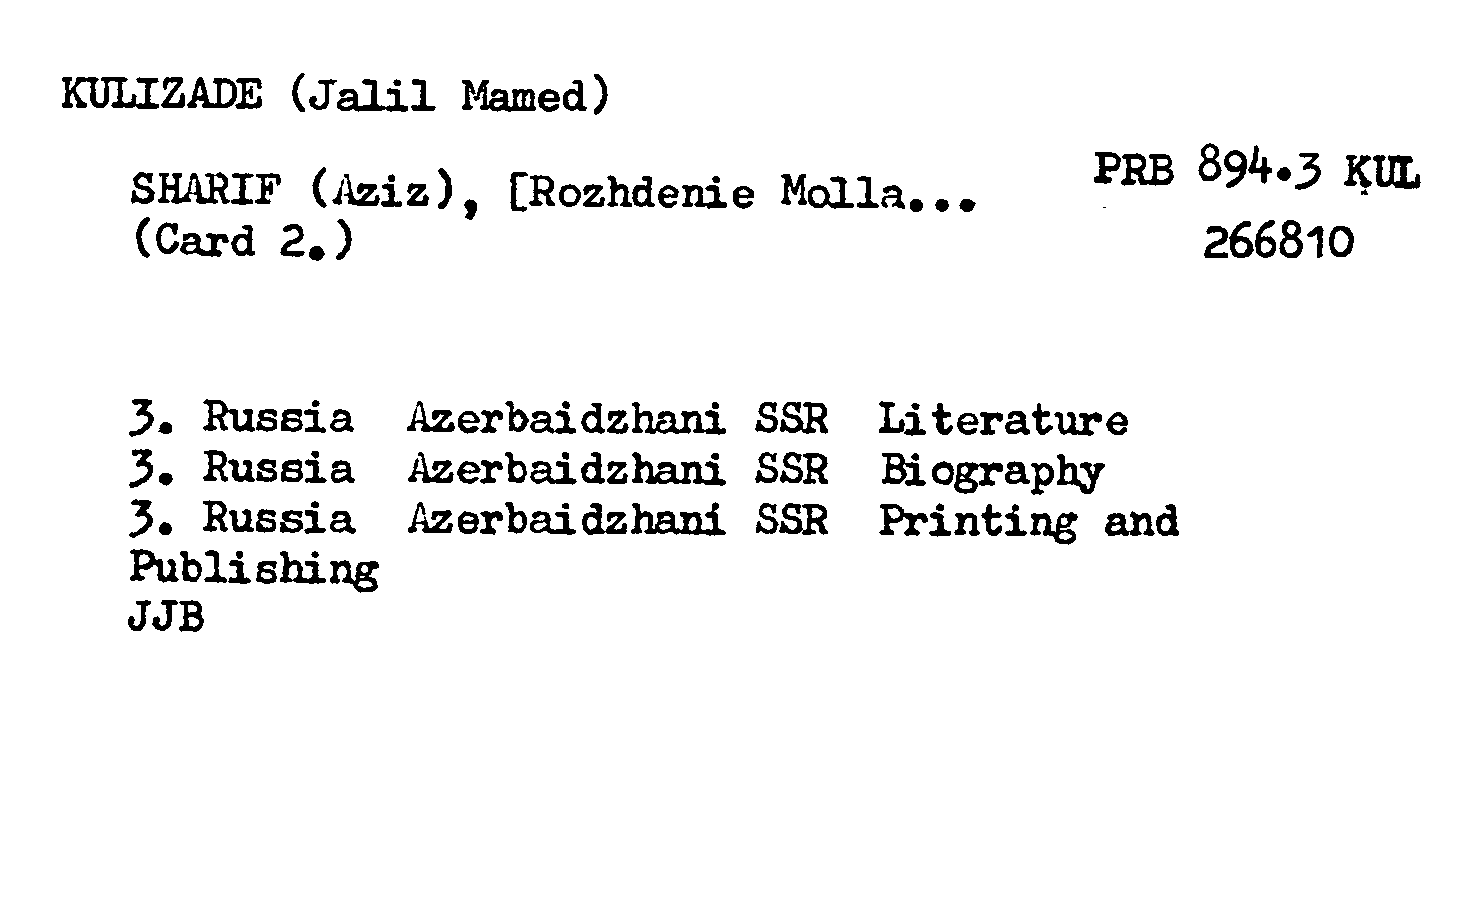 KULIZADE (Jalil Mamed)
SHARIF (Aziz), [Rozhdenie Molla...
(Card 2.)
PRB 894.3 KUL
266810
3. Russia Azerbaidzhani SSR Literature
3. Russia Azerbaidzhani SSR Biography
3. Russia Azerbaidzhani SSR Printing and
Publishing
JJB